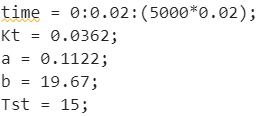 time = 0:0.02:(5000*0.02);
Kt = 0.0362;
a = 0.1122;
b = 19.67;
Tst = 15;